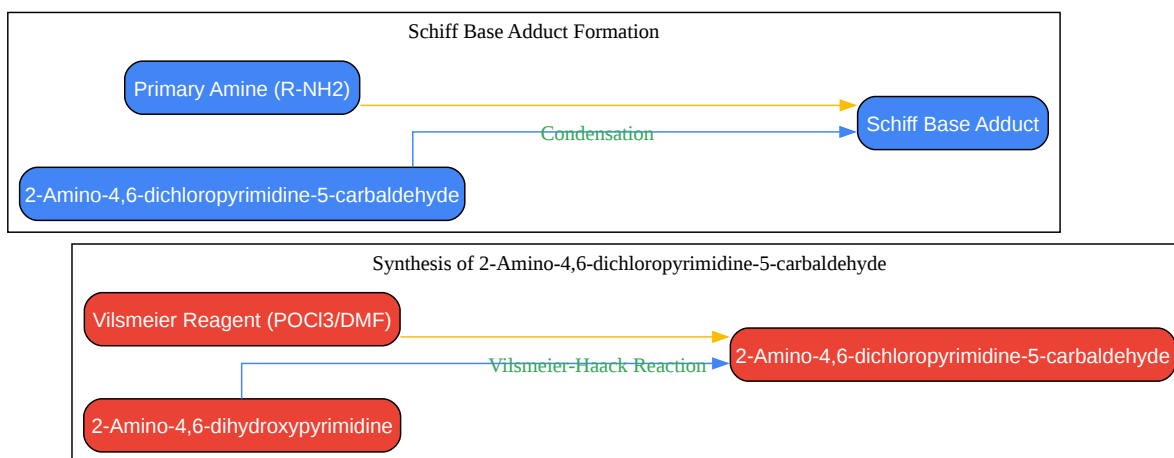 Schiff Base Adduct Formation
Primary Amine (R-NH2)
Schiff Base Adduct
Condensation
2-Amino-4,6-dichloropyrimidine-5-carbaldehyde
Synthesis of 2-Amino-4,6-dichloropyrimidine-5-carbaldehyde
Vilsmeier Reagent (POCl3/DMF)
2-Amino-4,6-dichloropyrimidine-5-carbaldehyde
Vilsmeier-Haack Reaction
2-Amino-4,6-dihydroxypyrimidine